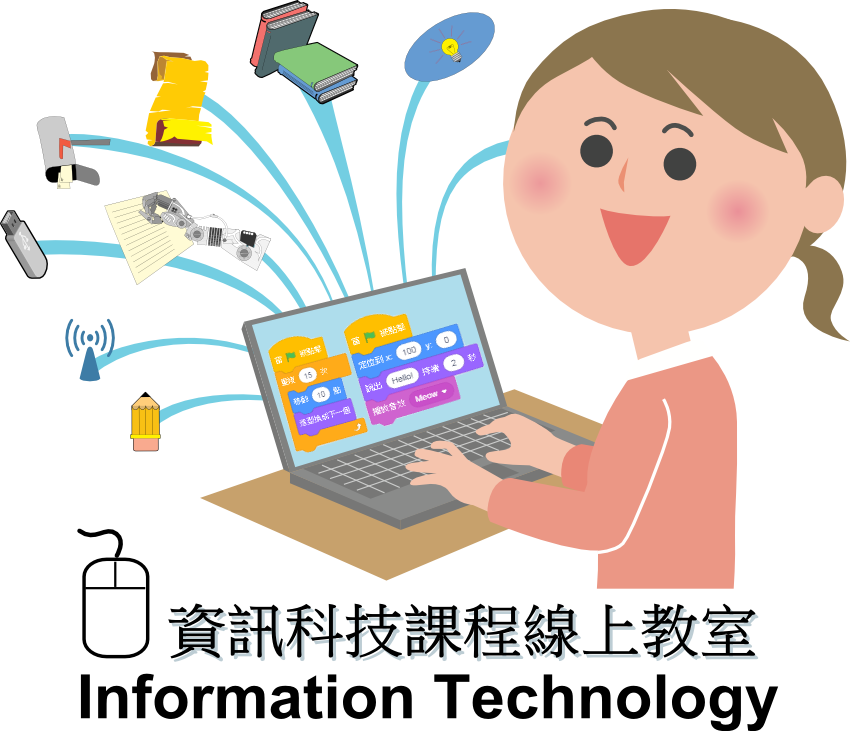 當 被點擊
重複 15 次
移動 10 點
造型換成下一個
當 被點擊
定位到 x: 100 y: 0
說出 Hello! 持續 2 秒
播放音效 Meow
資訊科技課程線上教室
Information Technology